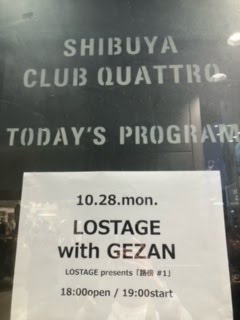 SHIBUYA
CLUB QUATTRO
TODAY'S PROGRAM
10.28.mon.
LOSTAGE
with GEZAN
LOSTAGE presents「路傍 #1」
18:00open / 19:00start